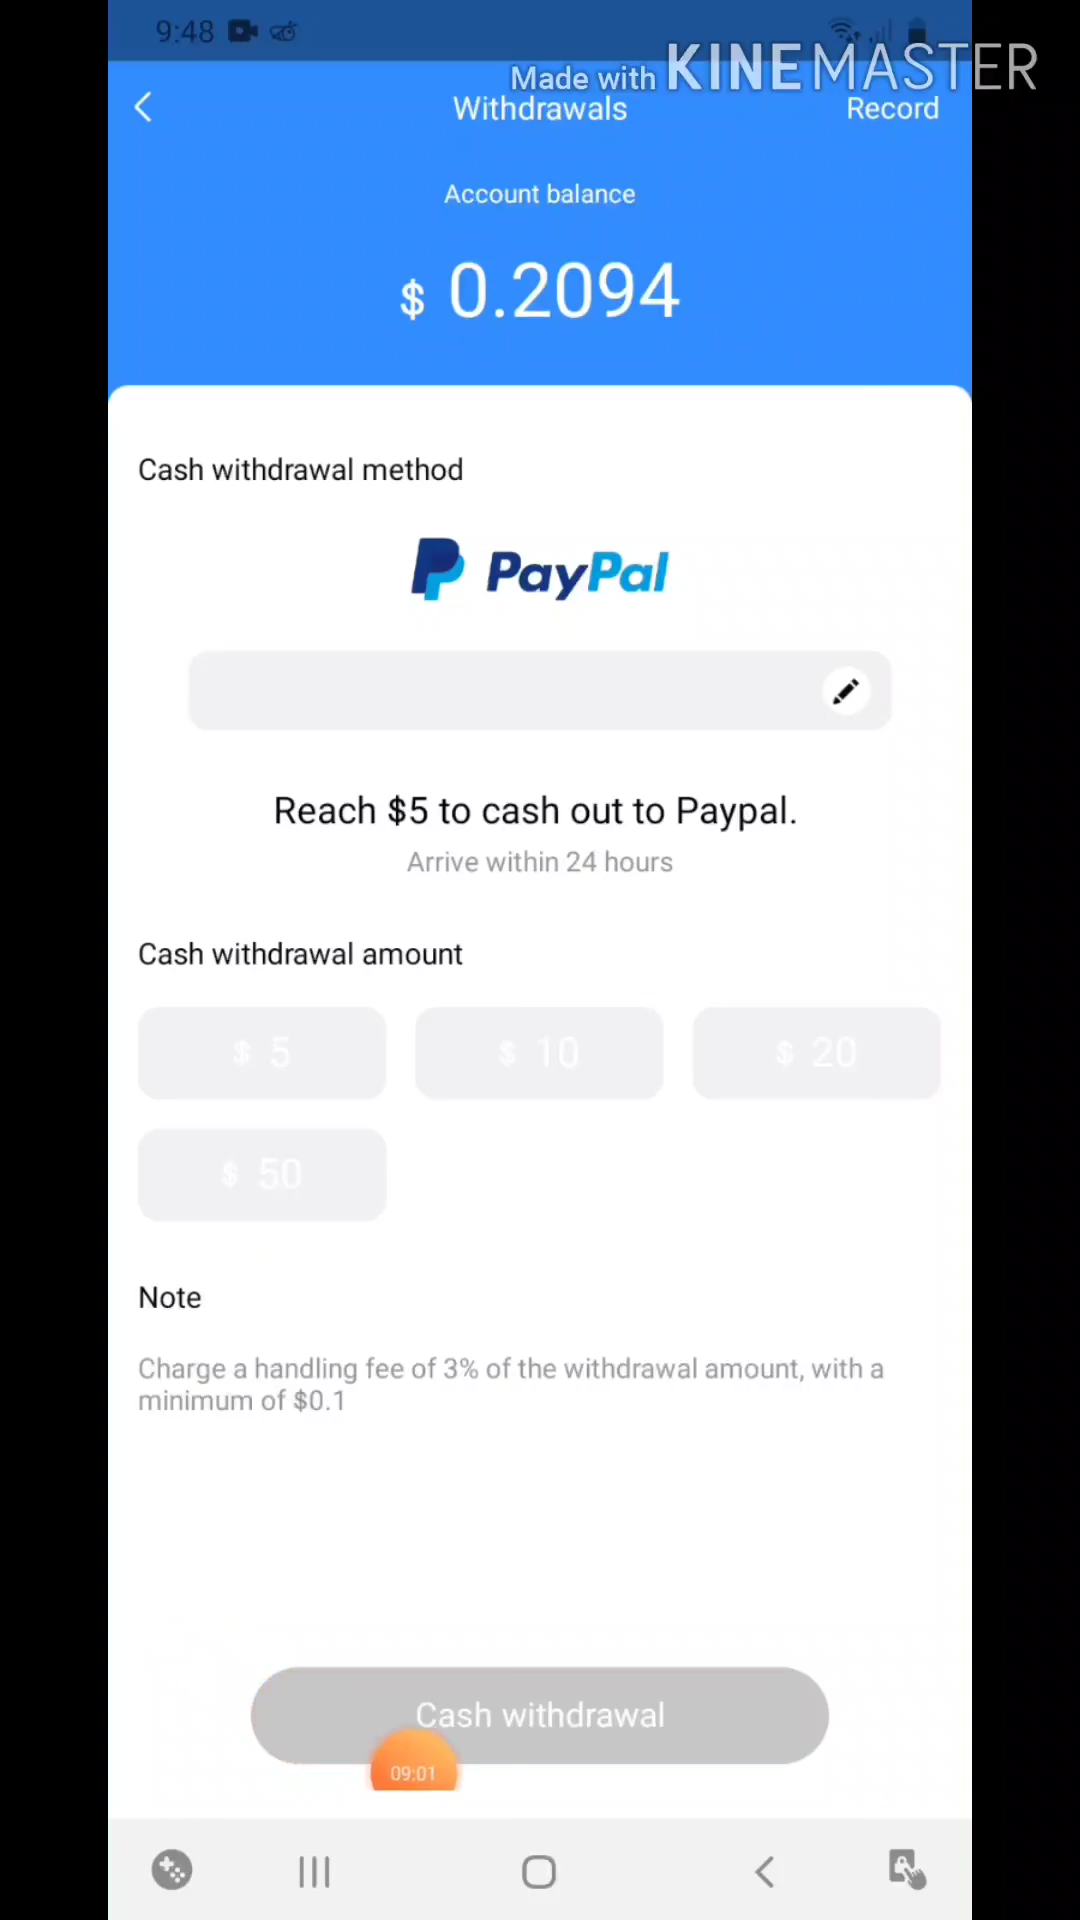 9:48
Made with KINEMASTER
Withdrawals
Record
Account balance
$ 0.2094
Cash withdrawal method
PayPal
Reach $5 to cash out to Paypal.
Arrive within 24 hours
Cash withdrawal amount
$ 5
$ 10
$ 20
$ 50
Note
Charge a handling fee of 3% of the withdrawal amount, with a
minimum of $0.1
Cash withdrawal
09:01